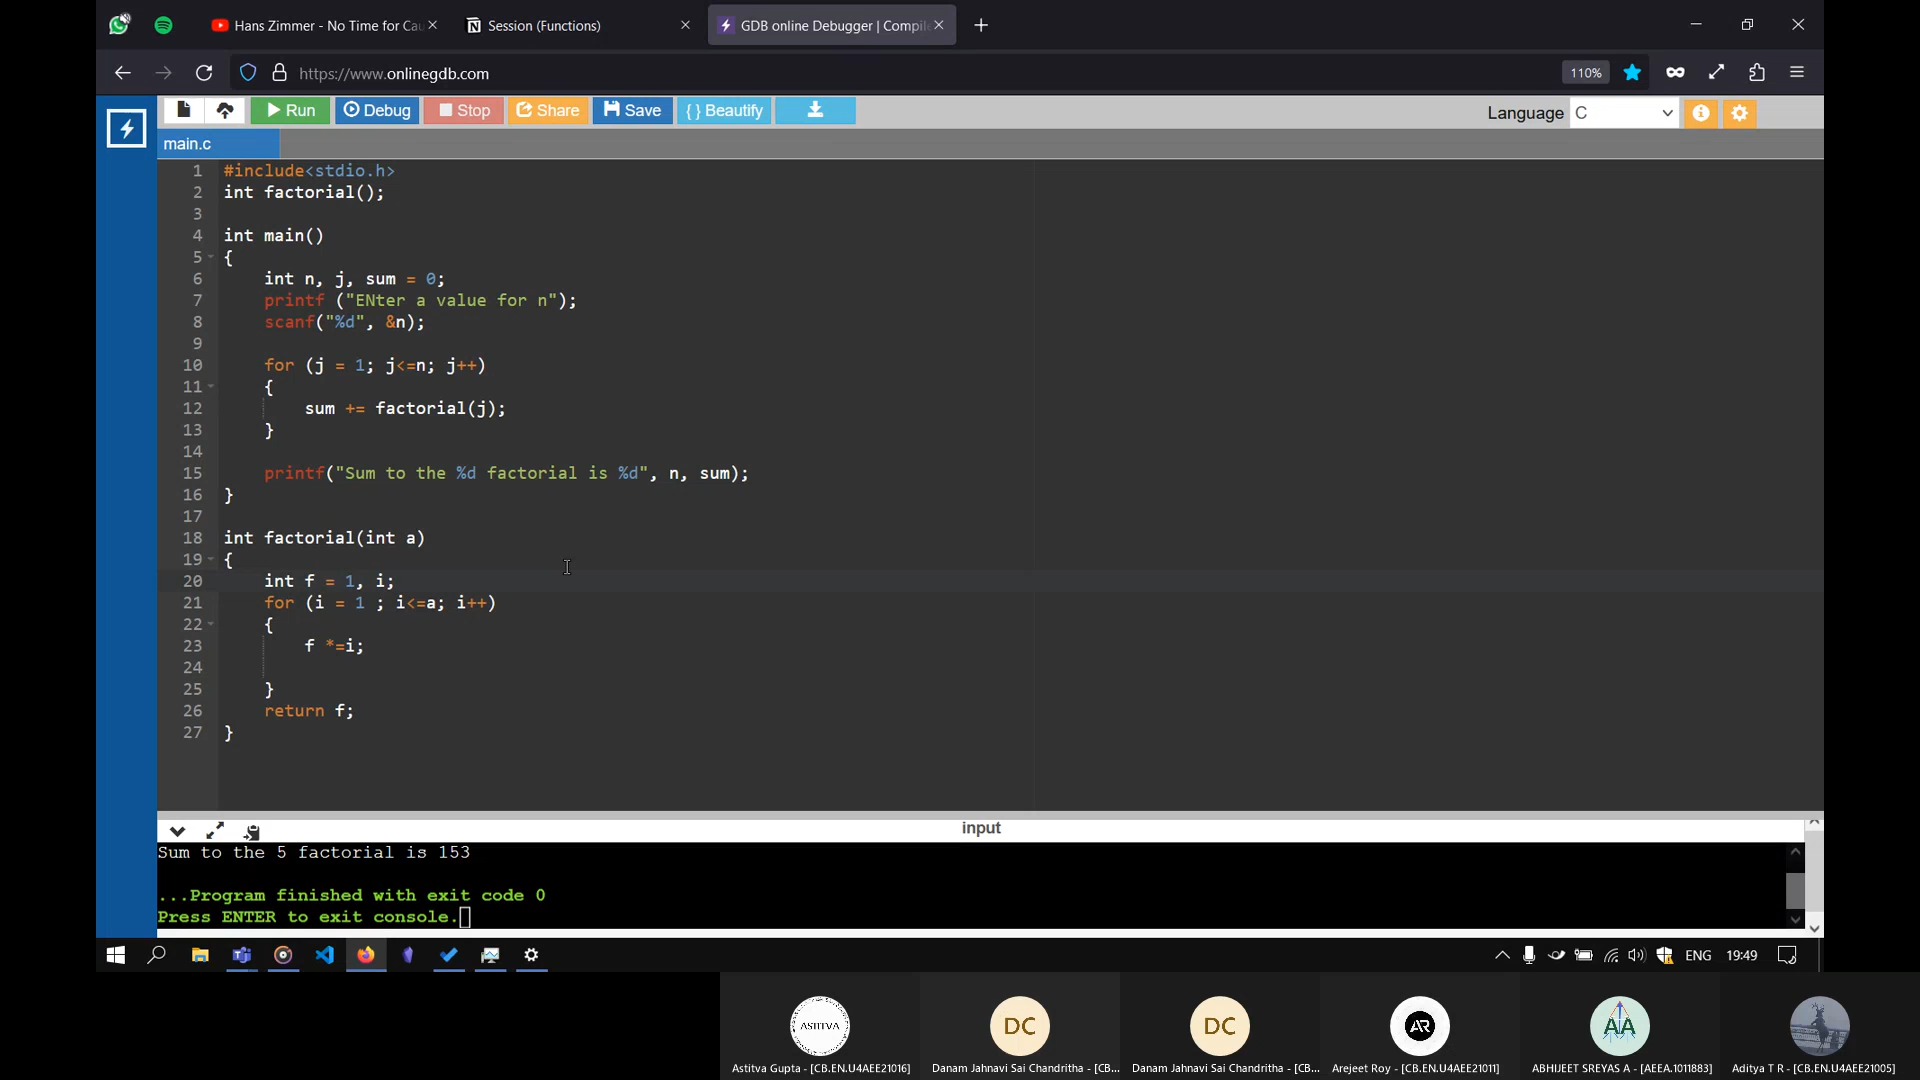 Hans Zimmer - No Time for Cau
Session (Functions)
GDB online Debugger | Compile
https://www.onlinegdb.com
110%
Run
Debug
Stop
Share
Save
{ } Beautify
Language
C
main.c
1 #include<stdio.h>
2 int factorial();
3
4 int main()
5 {
6 int n, j, sum = 0;
7 printf ("ENter a value for n");
8 scanf("%d", &n);
9
10 for (j = 1; j<=n; j++)
11 {
12 sum += factorial(j);
13 }
14
15 printf("Sum to the %d factorial is %d", n, sum);
16 }
17
18 int factorial(int a)
19 {
20 int f = 1, i;
21 for (i = 1 ; i<=a; i++)
22 {
23 f *=i;
24
25 }
26 return f;
27 }
input
Sum to the 5 factorial is 153
...Program finished with exit code 0
Press ENTER to exit console.
ENG
19:49
ASTITVA
DC
DC
AR
AA
Astitva Gupta - [CB.EN.U4AEE21016]
Danam Jahnavi Sai Chandritha - [CB...
Danam Jahnavi Sai Chandritha - [CB...
Arejeet Roy - [CB.EN.U4AEE21011]
ABHIJEET SREYAS A - [AEEA.1011883]
Aditya T R - [CB.EN.U4AEE21005]